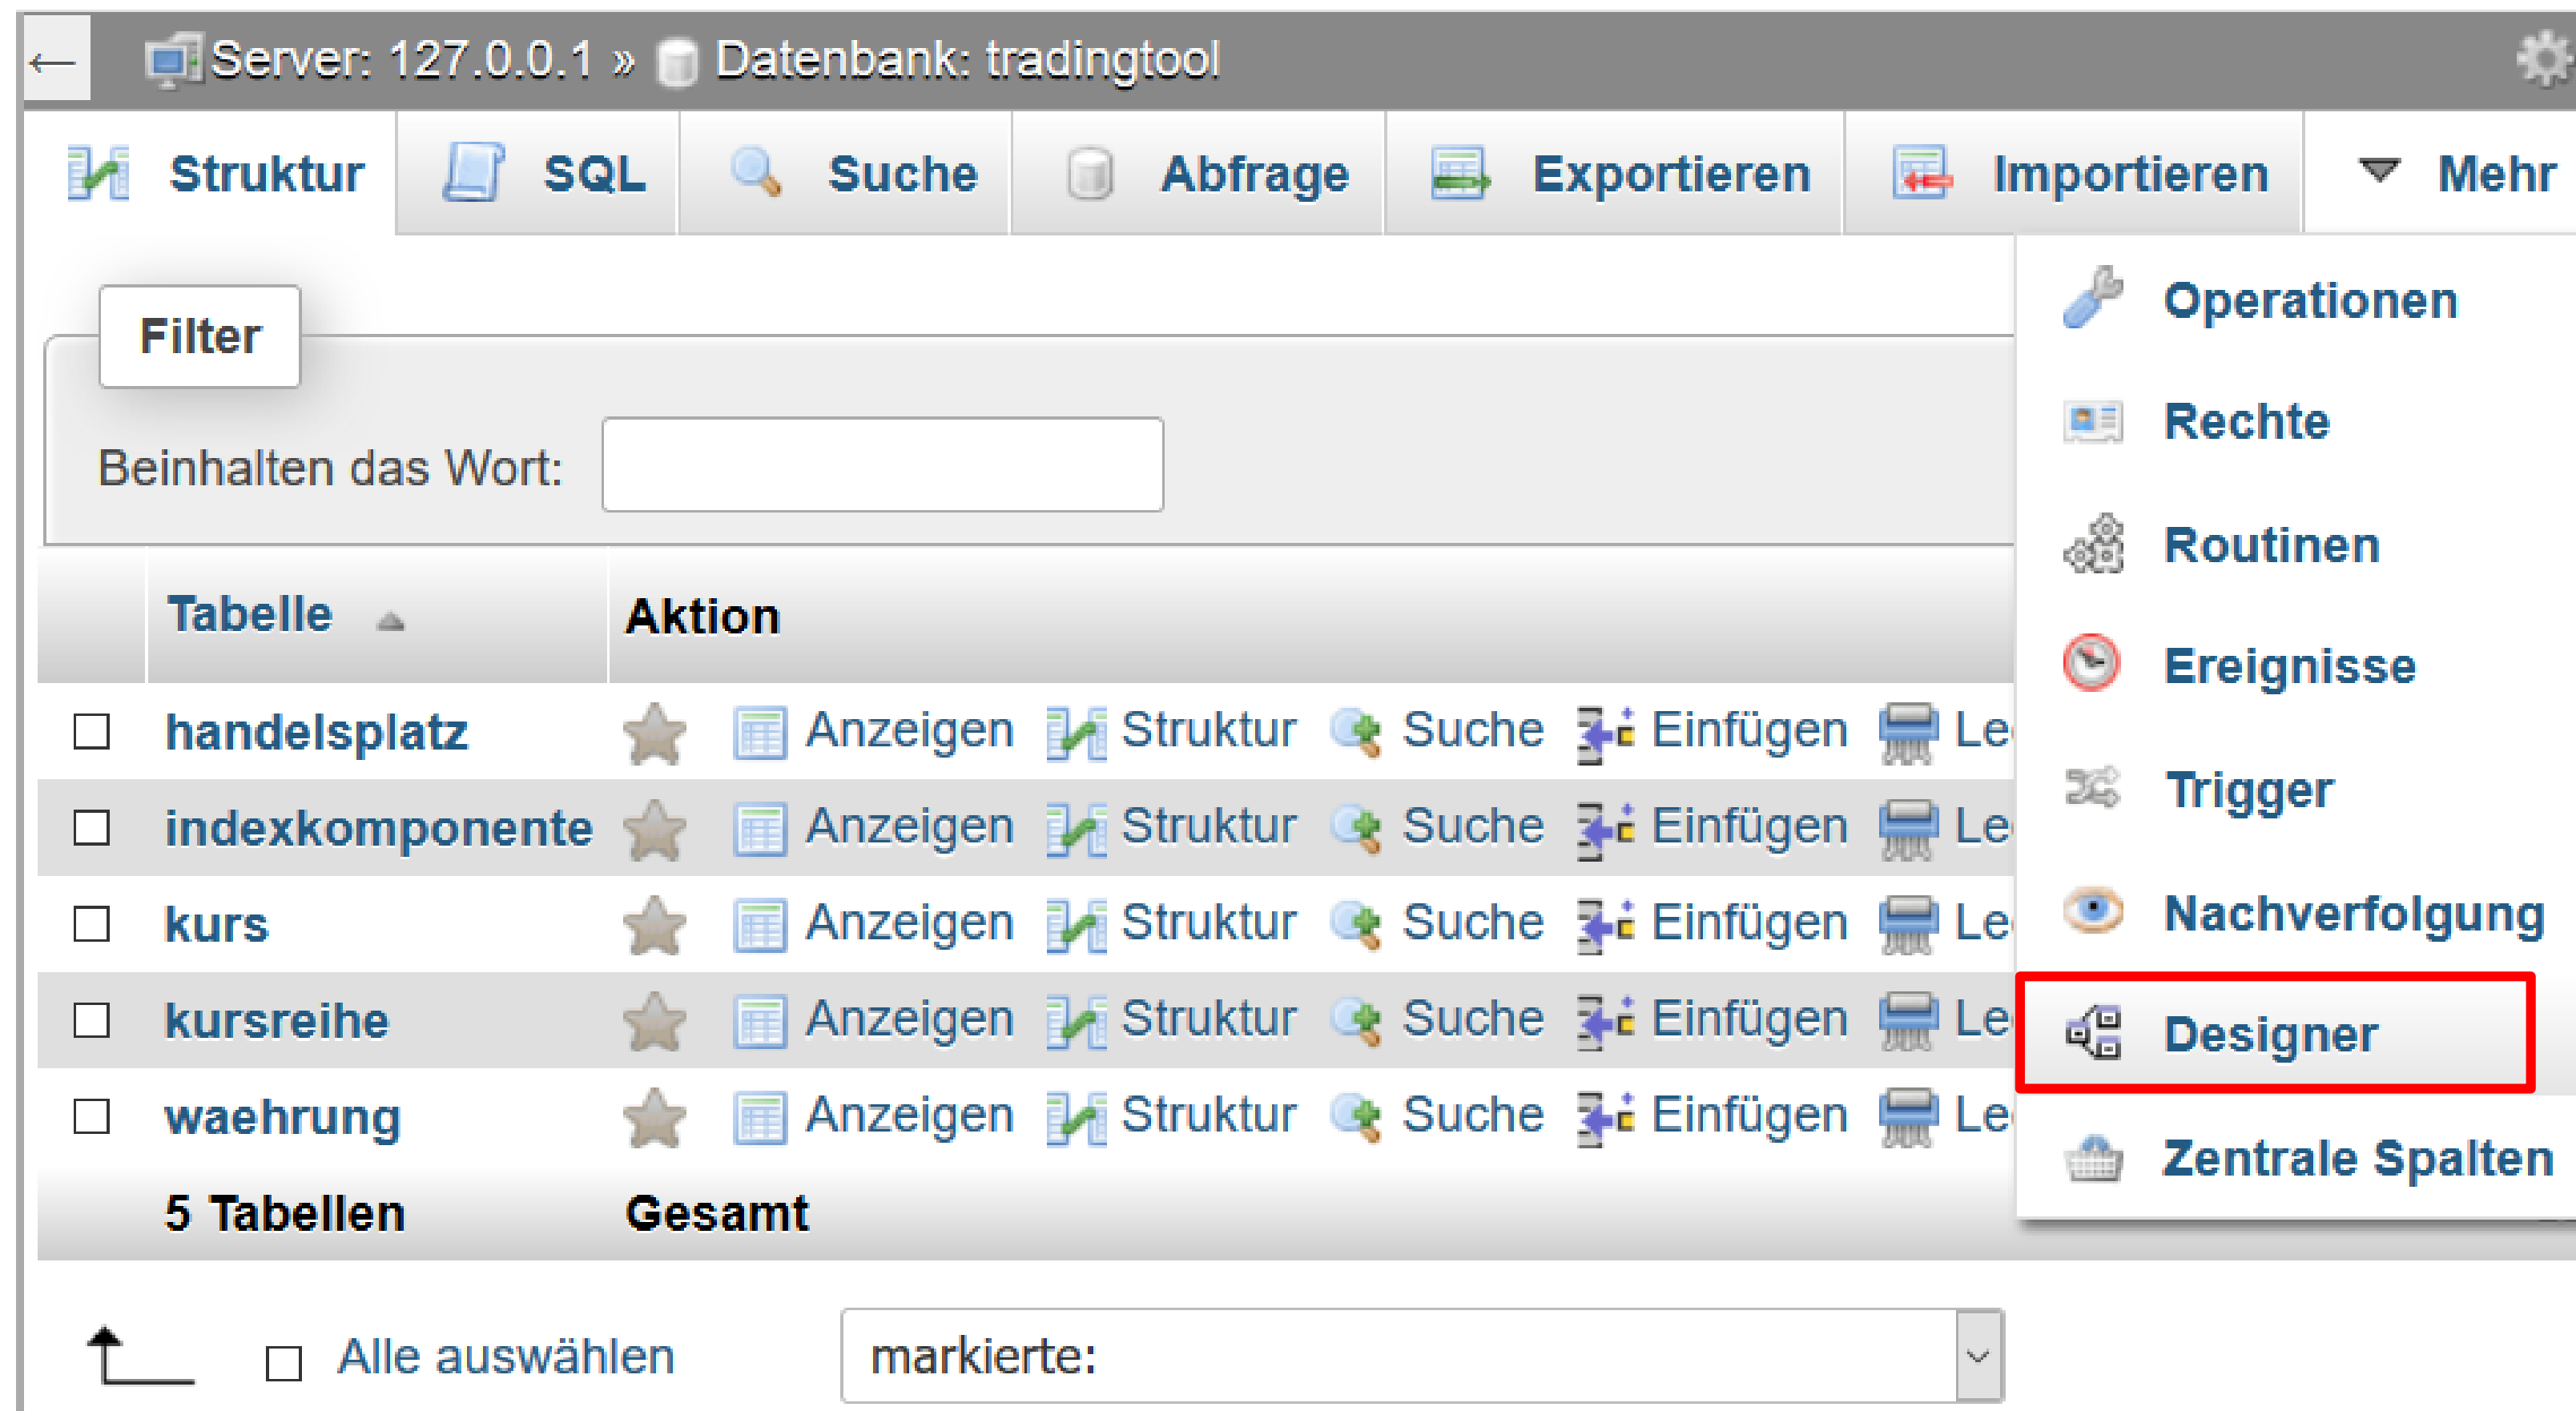 ← Server: 127.0.0.1 » Datenbank: tradingtool
Struktur SQL Suche Abfrage Exportieren Importieren Mehr
Operationen
Rechte
Routinen
Ereignisse
Trigger
Nachverfolgung
Designer
Zentrale Spalten
Filter
Beinhalten das Wort:
Tabelle Aktion
handelsplatz Anzeigen Struktur Suche Einfügen
indexkomponente Anzeigen Struktur Suche Einfügen
kurs Anzeigen Struktur Suche Einfügen
kursreihe Anzeigen Struktur Suche Einfügen
waehrung Anzeigen Struktur Suche Einfügen
5 Tabellen Gesamt
Alle auswählen markierte: